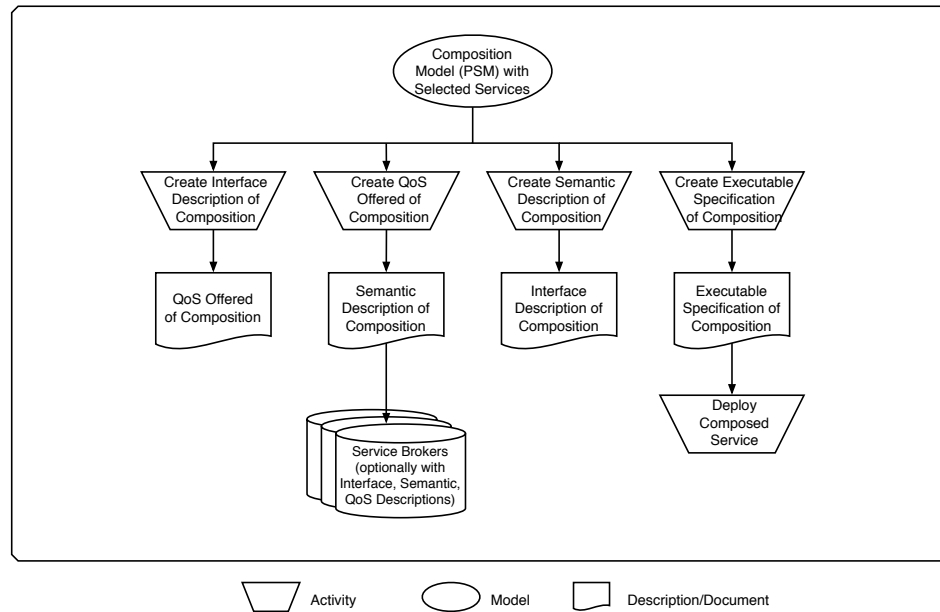 Composition
Model (PSM) with
Selected Services
Create Interface
Description of
Composition
Create QoS
Offered of
Composition
Create Semantic
Description of
Composition
Create Executable
Specification
of Composition
QoS Offered
of Composition
Semantic
Description of
Composition
Interface
Description of
Composition
Executable
Specification of
Composition
Deploy
Composed
Service
Service Brokers
(optionally with
Interface, Semantic,
QoS Descriptions)
Activity
Model
Description/Document